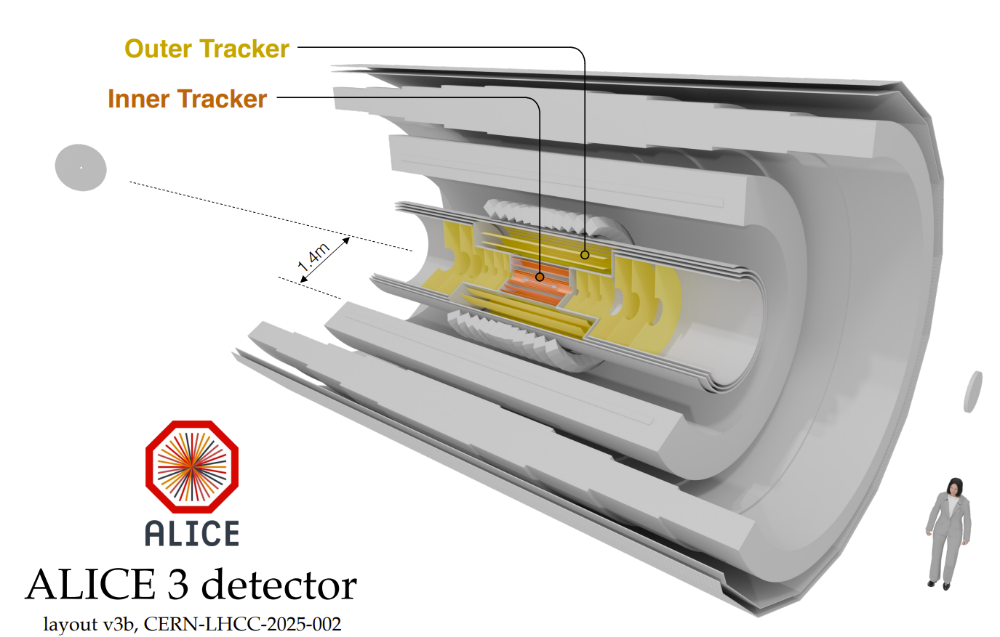 Outer Tracker
Inner Tracker
1.4m
ALICE
ALICE 3 detector
layout v3b, CERN-LHCC-2025-002